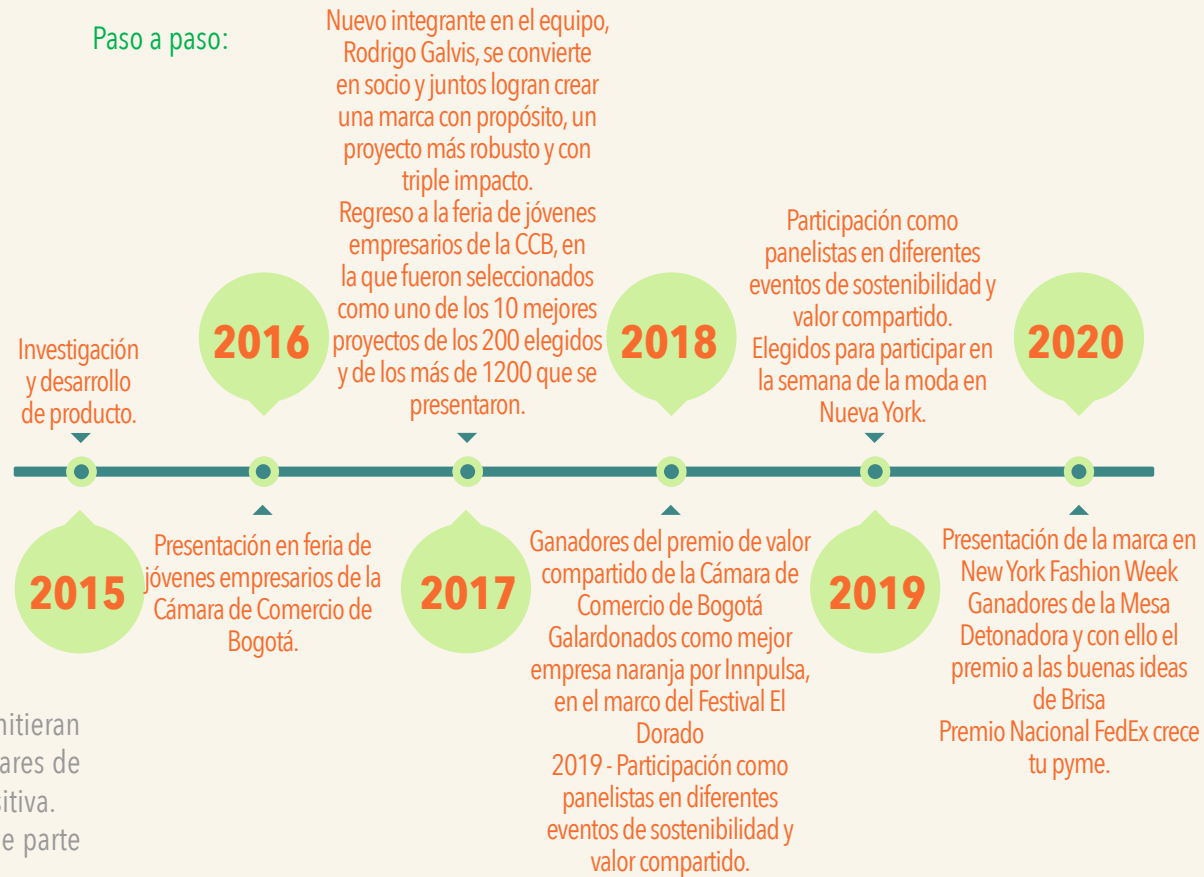 Paso a paso:
Investigación
y desarrollo
de producto.
2015
2016
Presentación en feria de
jóvenes empresarios de la
Cámara de Comercio de
Bogotá.
Nuevo integrante en el equipo,
Rodrigo Galvis, se convierte
en socio y juntos logran crear
una marca con propósito, un
proyecto más robusto y con
triple impacto.
Regreso a la feria de jóvenes
empresarios de la CCB, en
la que fueron seleccionados
como uno de los 10 mejores
proyectos de los 200 elegidos
y de los más de 1200 que se
presentaron.
2017
2018
Ganadores del premio de valor
compartido de la Cámara de
Comercio de Bogotá
Galardonados como mejor
empresa naranja por Innpulsa,
en el marco del Festival El
Dorado
2019 - Participación como
panelistas en diferentes
eventos de sostenibilidad y
valor compartido.
Participación como
panelistas en diferentes
eventos de sostenibilidad y
valor compartido.
Elegidos para participar en
la semana de la moda en
Nueva York.
2019
2020
Presentación de la marca en
New York Fashion Week
Ganadores de la Mesa
Detonadora y con ello el
premio a las buenas ideas
de Brisa
Premio Nacional FedEx crece
tu pyme.
parte